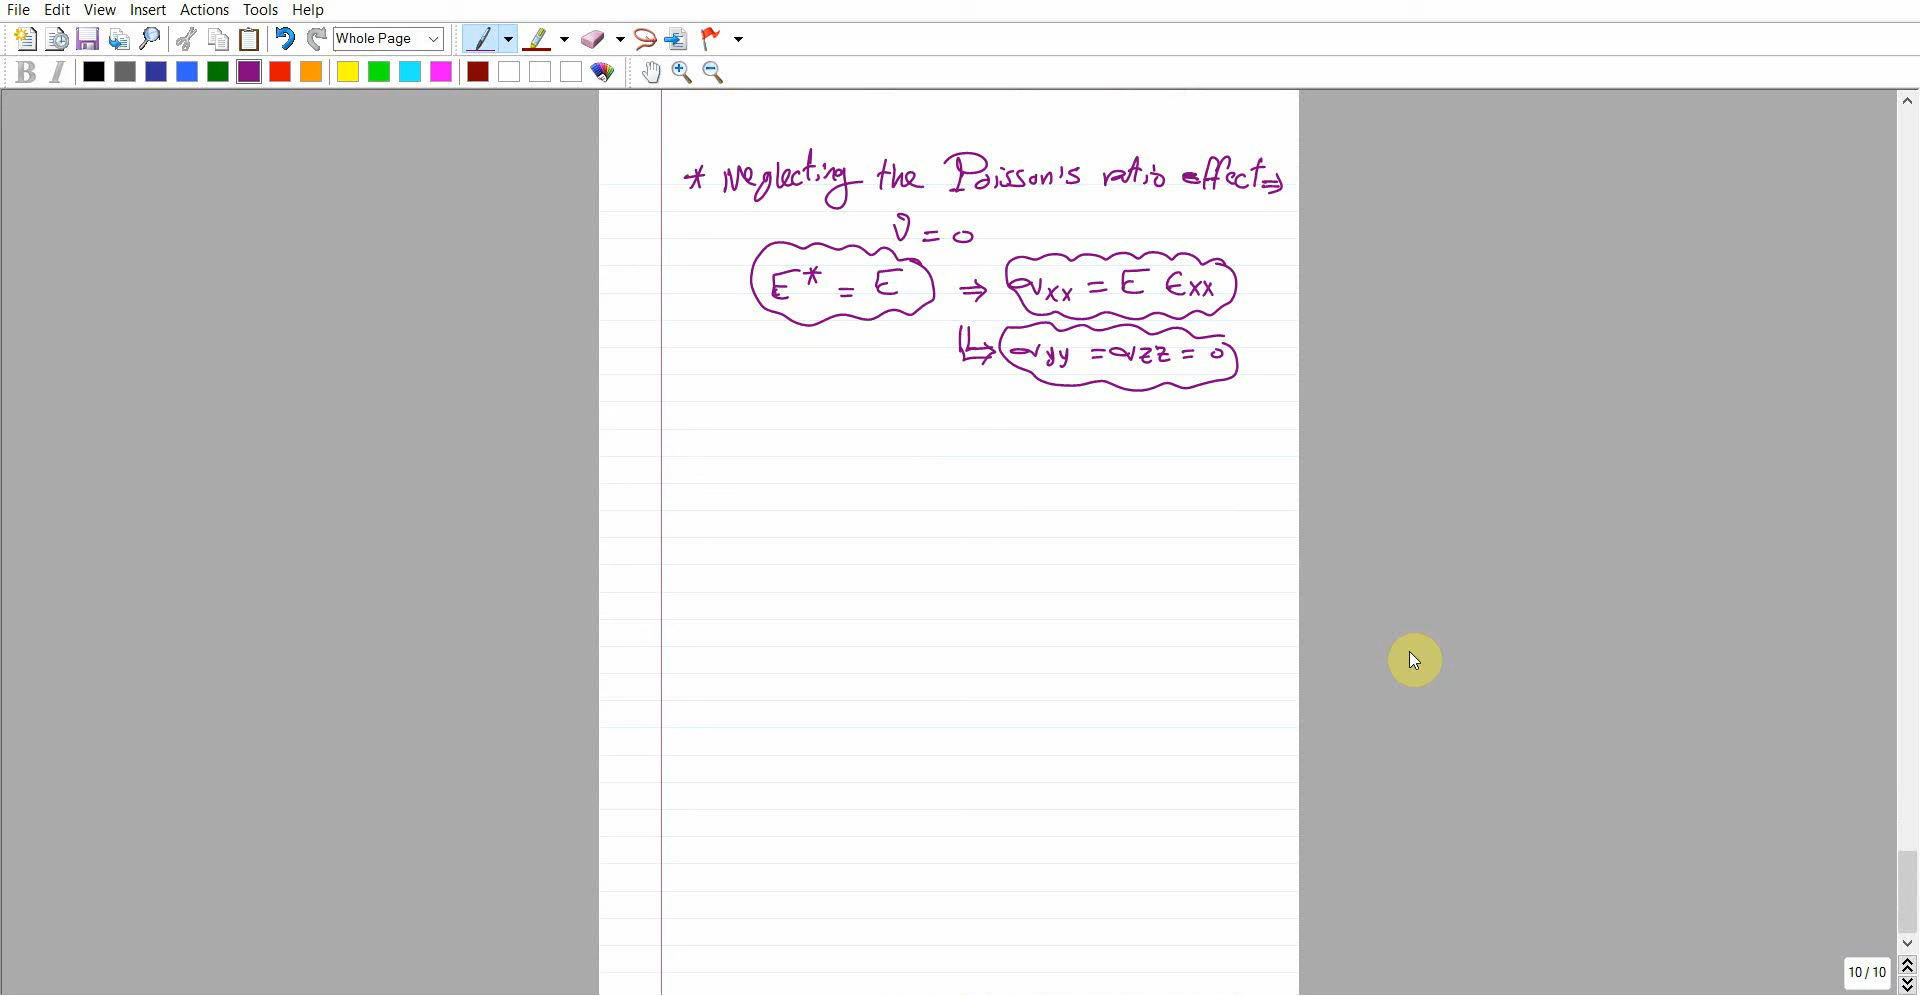 File Edit View Insert Actions Tools Help
Whole Page
B I
* Neglecting the Poisson's ratio effect ⇒
ν = 0
E* = E ⇒ σxx = E ϵxx
↳ σyy = σzz = 0
10 / 10